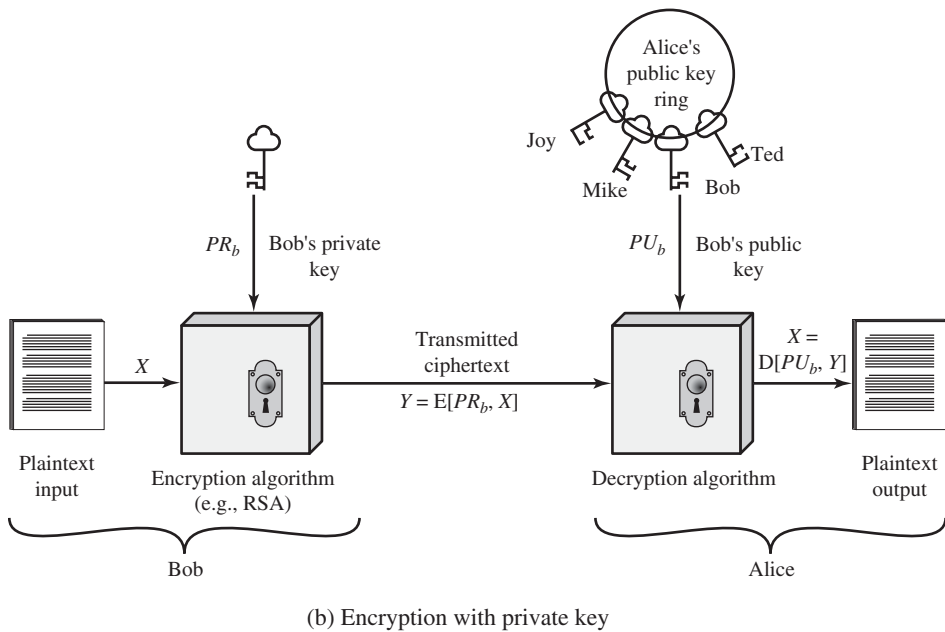 Alice's
public key
ring
Joy
Mike
Bob
Ted
PR_b
Bob's private
key
PU_b
Bob's public
key
X
Transmitted
ciphertext
Y = E[PR_b, X]
X =
D[PU_b, Y]
Plaintext
input
Encryption algorithm
(e.g., RSA)
Decryption algorithm
Plaintext
output
Bob
Alice
(b) Encryption with private key